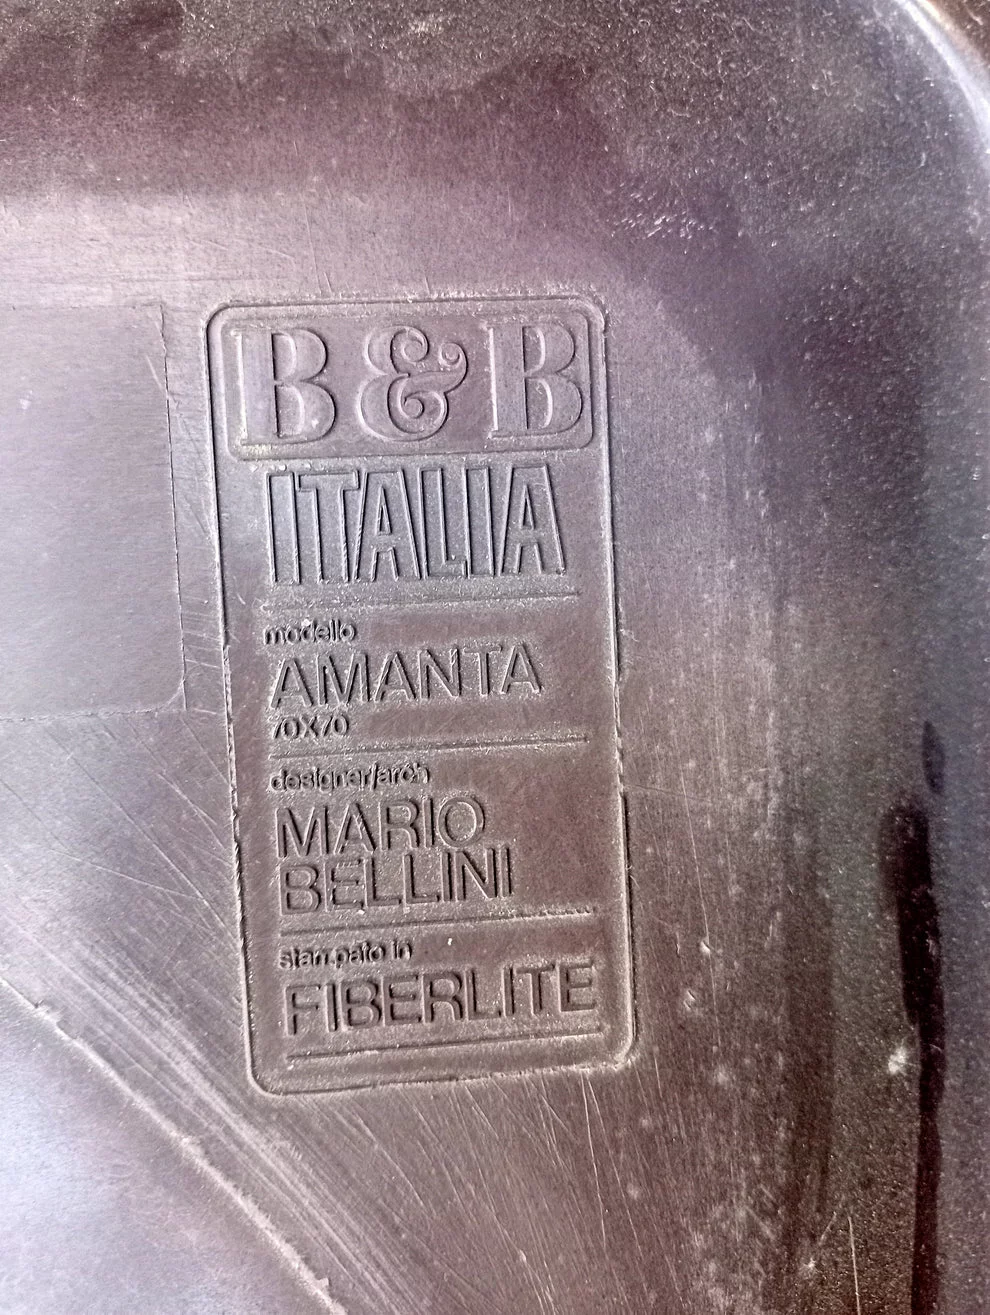 B&B
ITALIA
modello
AMANTA
70X70
designer/arch
MARIO
BELLINI
stampato in
FIBERLITE